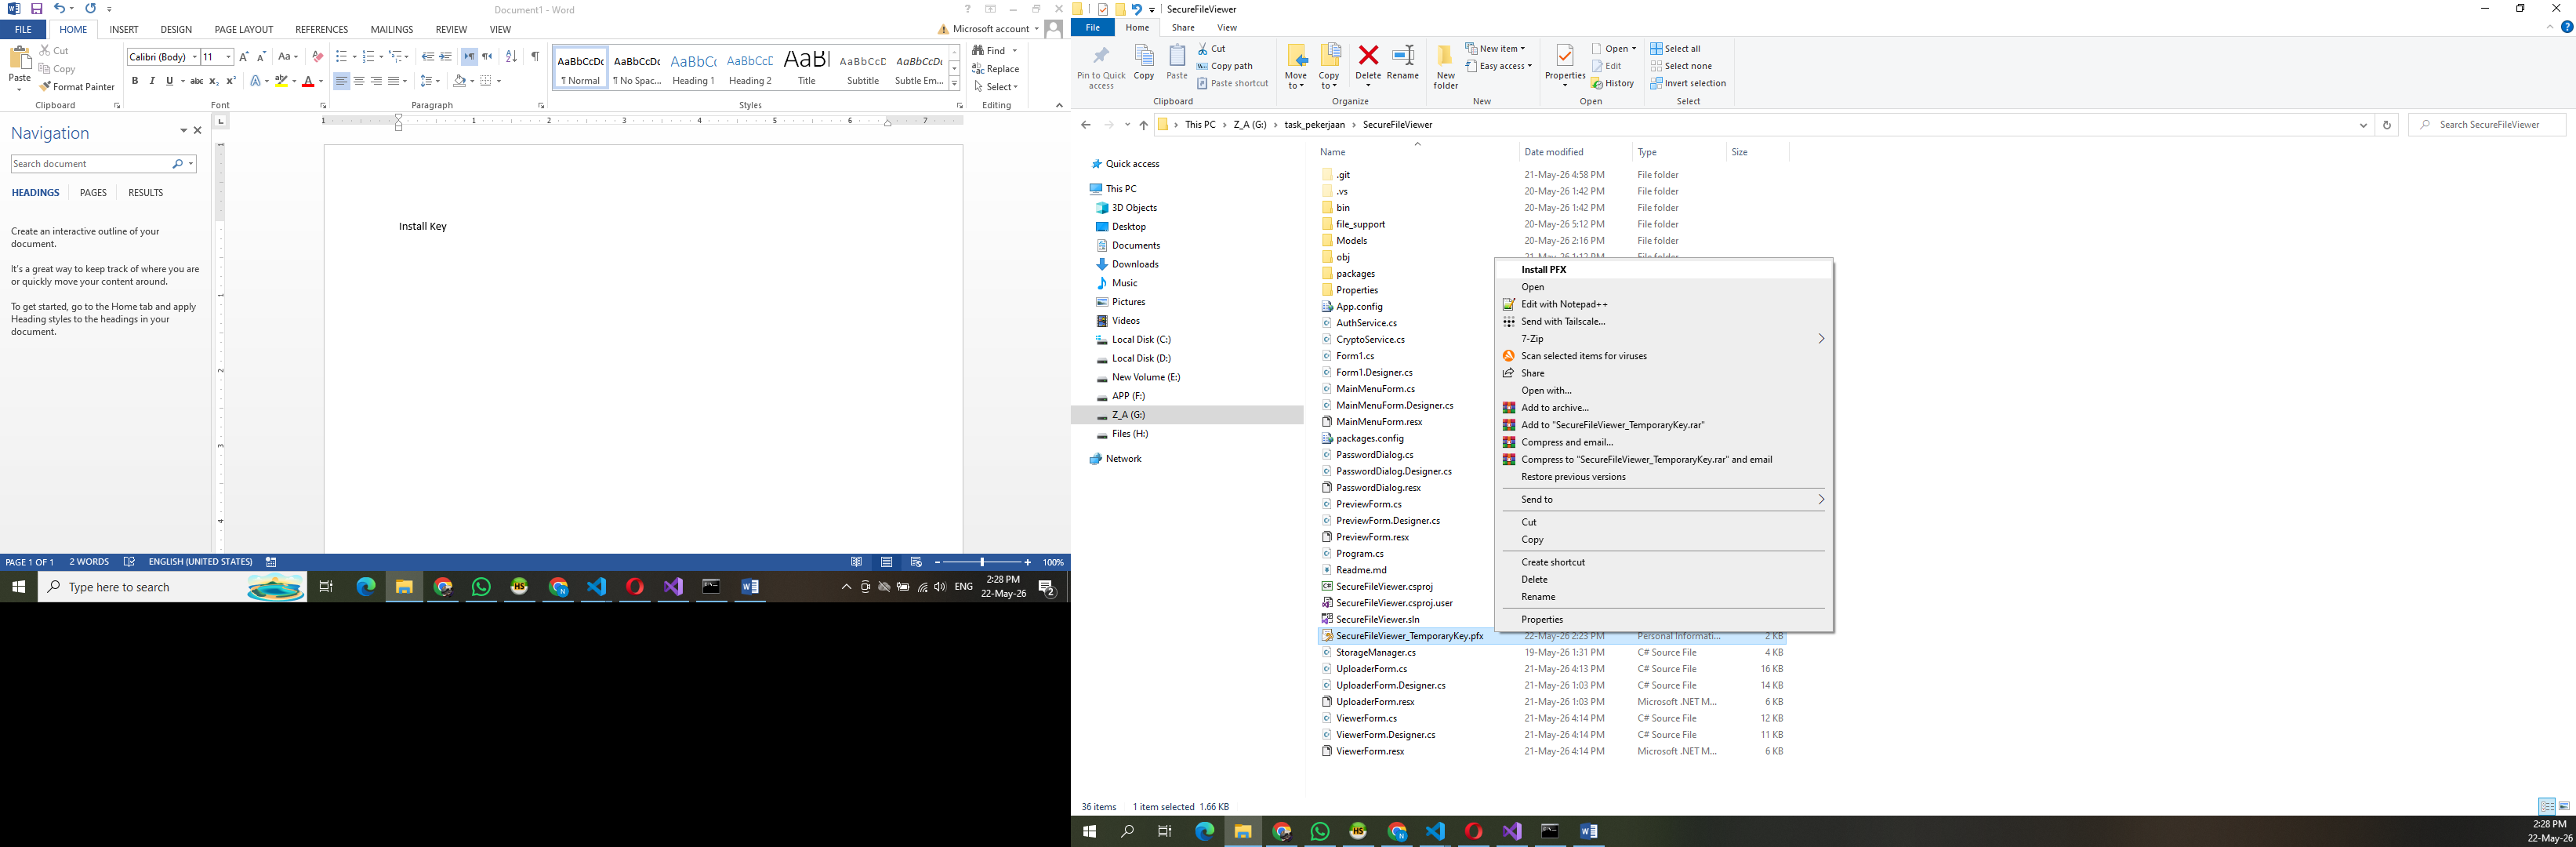 Document1 - Word
FILE HOME INSERT DESIGN PAGE LAYOUT REFERENCES MAILINGS REVIEW VIEW
Microsoft account
Paste
Cut
Copy
Format Painter
Clipboard
Calibri (Body) 11
Font
Paragraph
AaBbCcDc AaBbCcDc AaBbC( AaBbCcE AaB| AaBbCcD AaBbCcDc
¶ Normal ¶ No Spac... Heading 1 Heading 2 Title Subtitle Subtle Em...
Styles
Find
Replace
Select
Editing
Navigation
Search document
HEADINGS PAGES RESULTS
Create an interactive outline of your
document.
It's a great way to keep track of where you are
or quickly move your content around.
To get started, go to the Home tab and apply
Heading styles to the headings in your
document.
Install Key
PAGE 1 OF 1 2 WORDS ENGLISH (UNITED STATES) 100%
Type here to search
ENG
2:28 PM
22-May-26
2
SecureFileViewer
File Home Share View
Pin to Quick
access
Copy
Paste
Cut
Copy path
Paste shortcut
Clipboard
Move
to
Copy
to
Delete
Rename
Organize
New
folder
New item
Easy access
New
Properties
Open
Edit
History
Open
Select all
Select none
Invert selection
Select
This PC > Z_A (G:) > task_pekerjaan > SecureFileViewer
Search SecureFileViewer
Quick access
This PC
3D Objects
Desktop
Documents
Downloads
Music
Pictures
Videos
Local Disk (C:)
Local Disk (D:)
New Volume (E:)
APP (F:)
Z_A (G:)
Files (H:)
Network
Name Date modified Type Size
.git 21-May-26 4:58 PM File folder
.vs 20-May-26 1:42 PM File folder
bin 20-May-26 1:42 PM File folder
file_support 20-May-26 5:12 PM File folder
Models 20-May-26 2:16 PM File folder
obj 21-May-26 1:12 PM File folder
packages
Properties
App.config
AuthService.cs
CryptoService.cs
Form1.cs
Form1.Designer.cs
MainMenuForm.cs
MainMenuForm.Designer.cs
MainMenuForm.resx
packages.config
PasswordDialog.cs
PasswordDialog.Designer.cs
PasswordDialog.resx
PreviewForm.cs
PreviewForm.Designer.cs
PreviewForm.resx
Program.cs
Readme.md
SecureFileViewer.csproj
SecureFileViewer.csproj.user
SecureFileViewer.sln
SecureFileViewer_TemporaryKey.pfx 22-May-26 2:23 PM Personal Informati... 2 KB
StorageManager.cs 19-May-26 1:31 PM C# Source File 4 KB
UploaderForm.cs 21-May-26 4:13 PM C# Source File 16 KB
UploaderForm.Designer.cs 21-May-26 1:03 PM C# Source File 14 KB
UploaderForm.resx 21-May-26 1:03 PM Microsoft .NET M... 6 KB
ViewerForm.cs 21-May-26 4:14 PM C# Source File 12 KB
ViewerForm.Designer.cs 21-May-26 4:14 PM C# Source File 11 KB
ViewerForm.resx 21-May-26 4:14 PM Microsoft .NET M... 6 KB
Install PFX
Open
Edit with Notepad++
Send with Tailscale...
7-Zip
Scan selected items for viruses
Share
Open with...
Add to archive...
Add to "SecureFileViewer_TemporaryKey.rar"
Compress and email...
Compress to "SecureFileViewer_TemporaryKey.rar" and email
Restore previous versions
Send to
Cut
Copy
Create shortcut
Delete
Rename
Properties
36 items 1 item selected 1.66 KB
2:28 PM
22-May-26